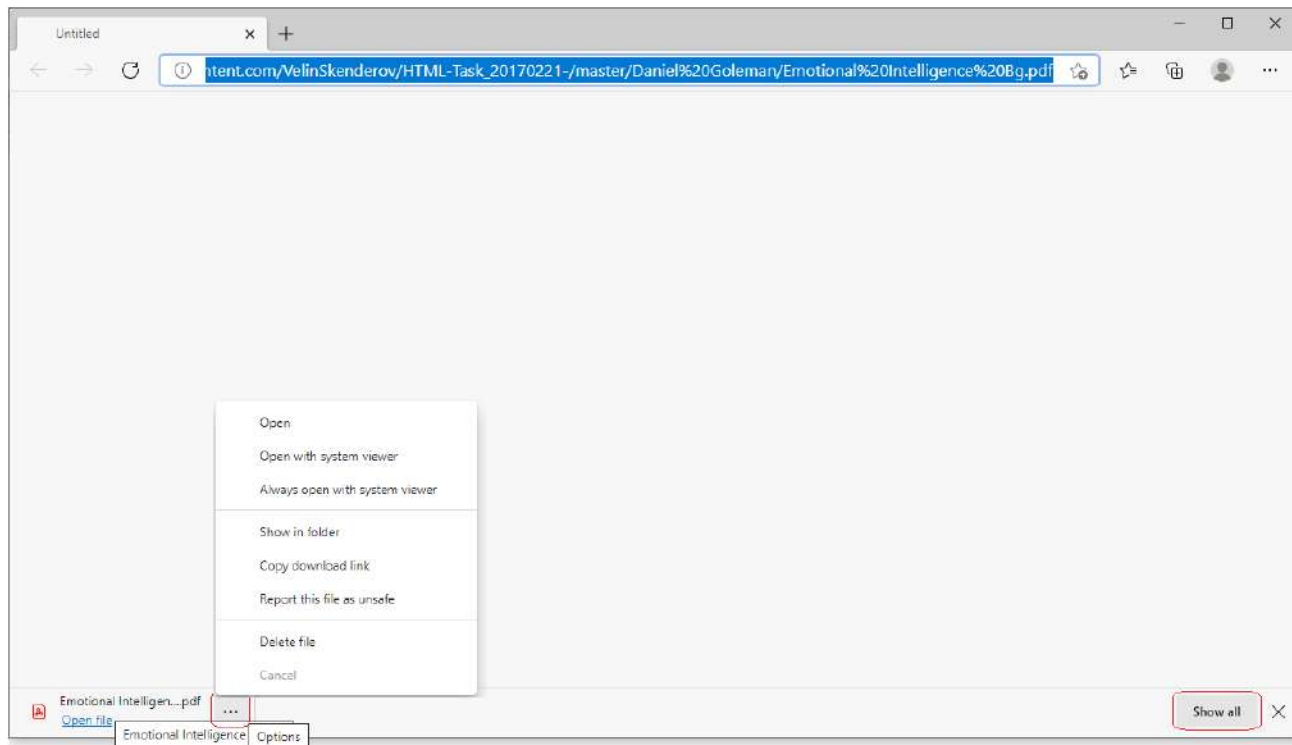 Untitled
ntent.com/VelinSkenderov/HTML-Task_20170221-/master/Daniel%20Goleman/Emotional%20Intelligence%20Bg.pdf
Open
Open with system viewer
Always open with system viewer
Show in folder
Copy download link
Report this file as unsafe
Delete file
Cancel
Emotional Intelligen....pdf
Open file
...
Show all
Emotional Intelligence
Options